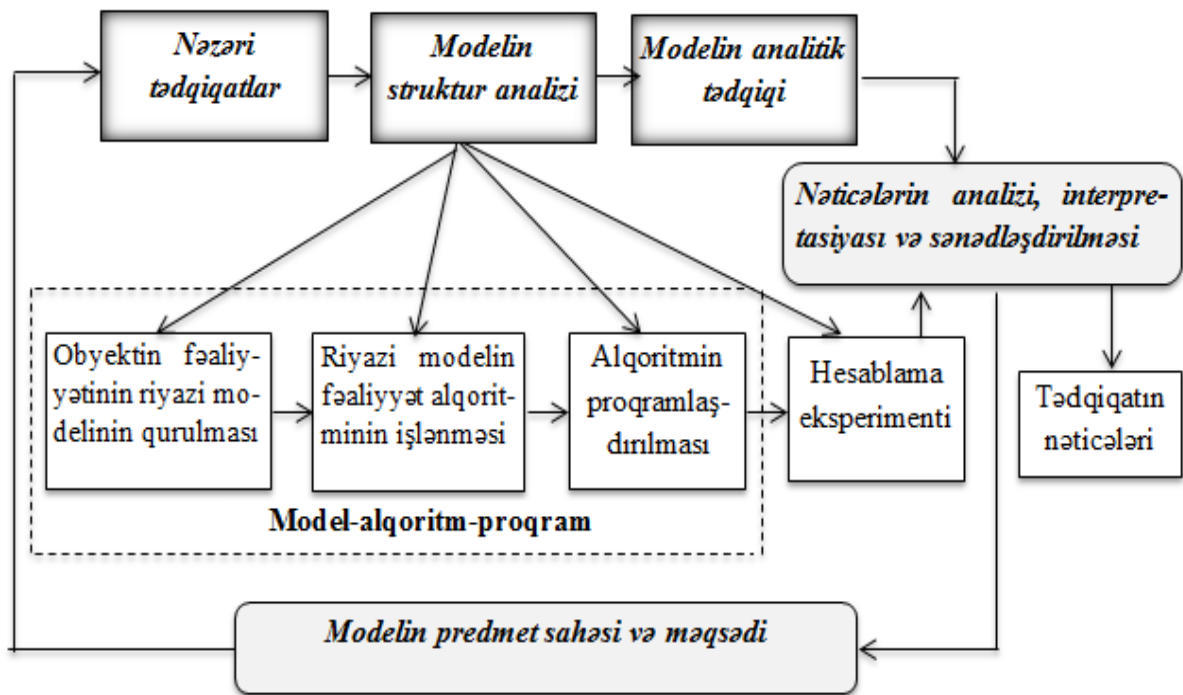 Nəzəri
tədqiqatlar
Modelin
struktur analizi
Modelin analitik
tədqiqi
Nəticələrin analizi, interpre-
tasiyası və sənədləşdirilməsi
Obyektin fəaliy-
yətinin riyazi mo-
delinin qurulması
Riyazi modelin
fəaliyyət alqorit-
minin işlənməsi
Alqoritmin
proqramlaş-
dırılması
Hesablama
eksperimenti
Tədqiqatın
nəticələri
Model-alqoritm-proqram
Modelin predmet sahəsi və məqsədi